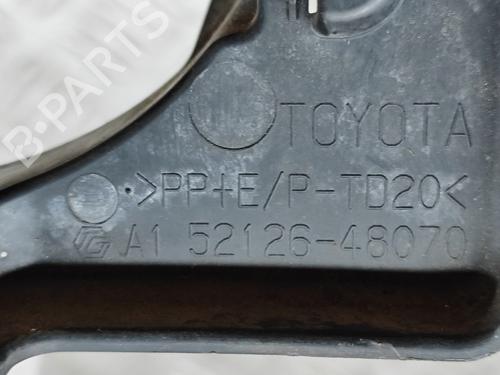 B-PARTS
TOYOTA
>PP+E/P-TD20<
A1 52126-48070